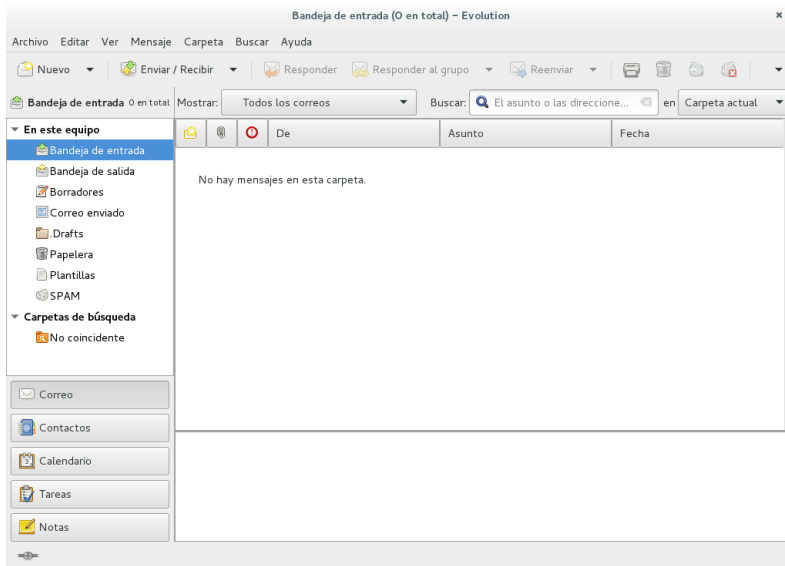 Bandeja de entrada (0 en total) – Evolution
Archivo Editar Ver Mensaje Carpeta Buscar Ayuda
Nuevo Enviar / Recibir Responder Responder al grupo Reenviar
Bandeja de entrada 0 en total Mostrar: Todos los correos Buscar: El asunto o las direccione... en Carpeta actual
En este equipo
De Asunto Fecha
Bandeja de entrada
Bandeja de salida
No hay mensajes en esta carpeta.
Borradores
Correo enviado
.Drafts
Papelera
Plantillas
SPAM
Carpetas de búsqueda
No coincidente
Correo
Contactos
Calendario
Tareas
Notas